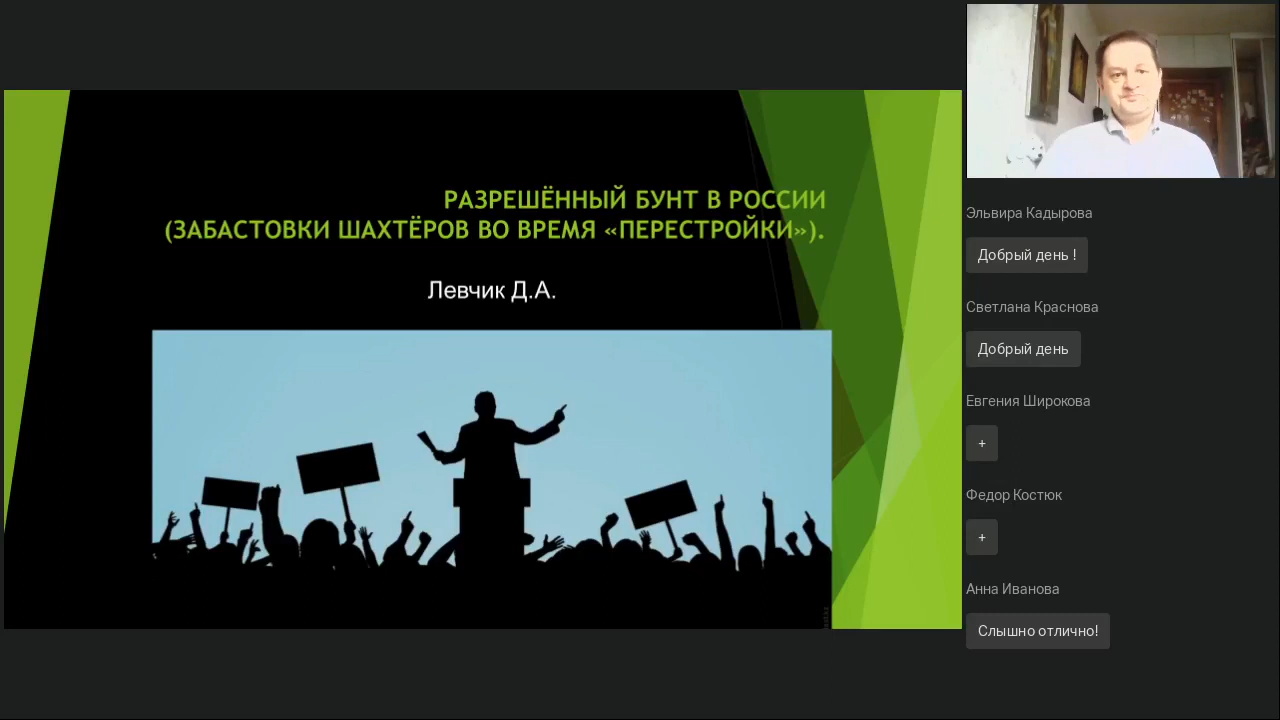 РАЗРЕШЁННЫЙ БУНТ В РОССИИ
(ЗАБАСТОВКИ ШАХТЁРОВ ВО ВРЕМЯ «ПЕРЕСТРОЙКИ»).
Левчик Д.А.
Эльвира Кадырова
Добрый день !
Светлана Краснова
Добрый день
Евгения Широкова
+
Федор Костюк
+
Анна Иванова
Слышно отлично!